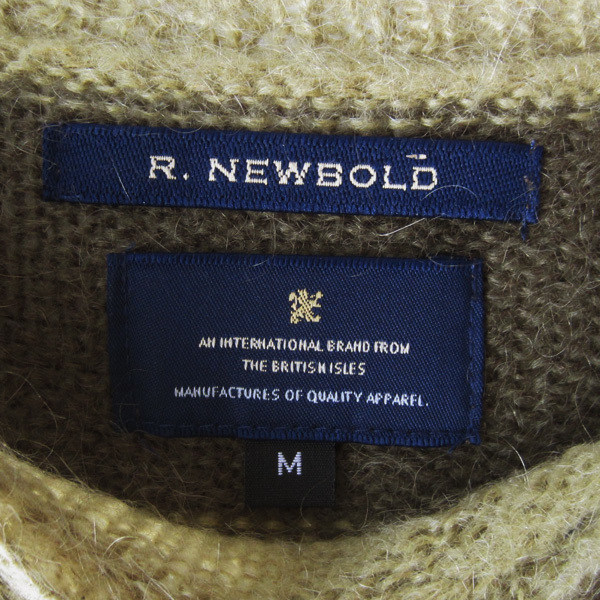 R. NEWBOLD
AN INTERNATIONAL BRAND FROM
THE BRITISH ISLES
MANUFACTURES OF QUALITY APPAREL.
M